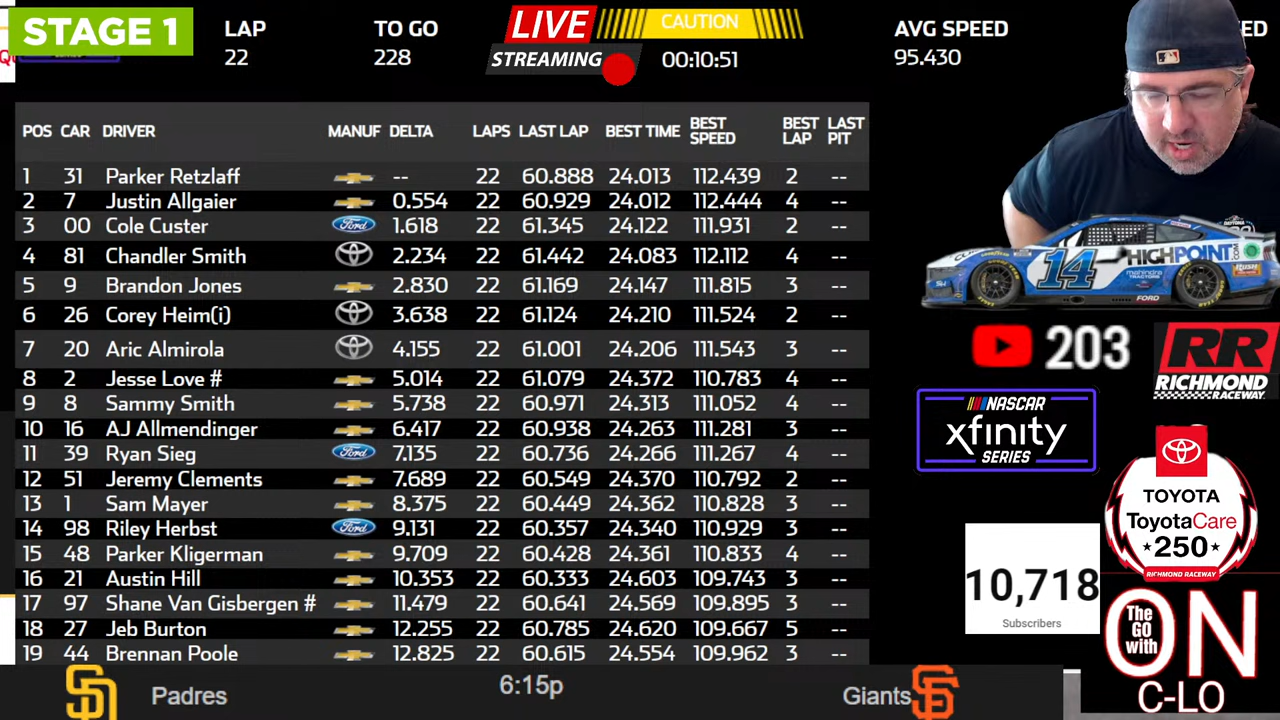 STAGE 1
LAP
22
TO GO
228
LIVE
STREAMING
CAUTION
00:10:51
AVG SPEED
95.430
POS CAR DRIVER MANUF DELTA LAPS LAST LAP BEST TIME BEST SPEED BEST LAP LAST PIT
1 31 Parker Retzlaff -- 22 60.888 24.013 112.439 2 --
2 7 Justin Allgaier 0.554 22 60.929 24.012 112.444 4 --
3 00 Cole Custer Ford 1.618 22 61.345 24.122 111.931 2 --
4 81 Chandler Smith 2.234 22 61.442 24.083 112.112 4 --
5 9 Brandon Jones 2.830 22 61.169 24.147 111.815 3 --
6 26 Corey Heim(i) 3.638 22 61.124 24.210 111.524 2 --
7 20 Aric Almirola 4.155 22 61.001 24.206 111.543 3 --
8 2 Jesse Love # 5.014 22 61.079 24.372 110.783 4 --
9 8 Sammy Smith 5.738 22 60.971 24.313 111.052 4 --
10 16 AJ Allmendinger 6.417 22 60.938 24.263 111.281 3 --
11 39 Ryan Sieg Ford 7.135 22 60.736 24.266 111.267 4 --
12 51 Jeremy Clements 7.689 22 60.549 24.370 110.792 2 --
13 1 Sam Mayer 8.375 22 60.449 24.362 110.828 3 --
14 98 Riley Herbst Ford 9.131 22 60.357 24.340 110.929 3 --
15 48 Parker Kligerman 9.709 22 60.428 24.361 110.833 4 --
16 21 Austin Hill 10.353 22 60.333 24.603 109.743 3 --
17 97 Shane Van Gisbergen # 11.479 22 60.641 24.569 109.895 3 --
18 27 Jeb Burton 12.255 22 60.785 24.620 109.667 5 --
19 44 Brennan Poole 12.825 22 60.615 24.554 109.962 3 --
14
HIGHPOINT
.COM
mahindra
TRACTORS
FORD
RUSH
203
RR
RICHMOND
RACEWAY
NASCAR
xfinity
SERIES
TOYOTA
ToyotaCare
250
RICHMOND RACEWAY
10,718
Subscribers
The
GO
with
ON
C-LO
SD
Padres
6:15p
Giants
SF